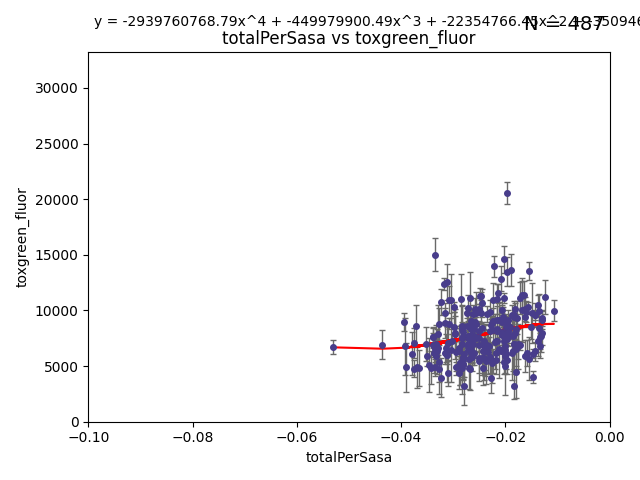 y = -2939760768.79x^4 + -449979900.49x^3 + -22354766.
N = 487
totalPerSasa vs toxgreen_fluor
30000
25000
20000
15000
10000
5000
0
toxgreen_fluor
−0.10 −0.08 −0.06 −0.04 −0.02 0.00
totalPerSasa